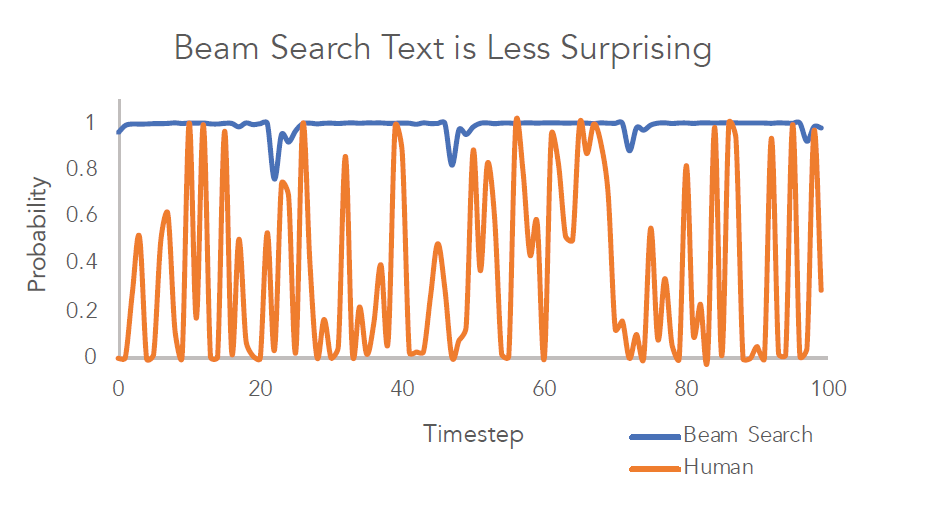 Beam Search Text is Less Surprising
Probability
1
0.8
0.6
0.4
0.2
0
0 20 40 60 80 100
Timestep
Beam Search
Human